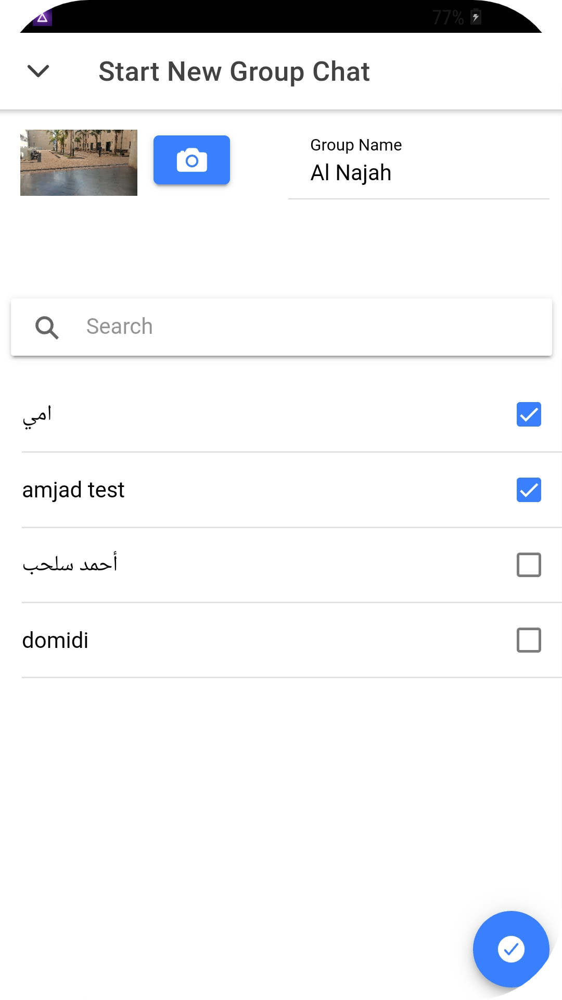 77%
Start New Group Chat
Group Name
Al Najah
Search
امي
amjad test
أحمد سلحب
domidi